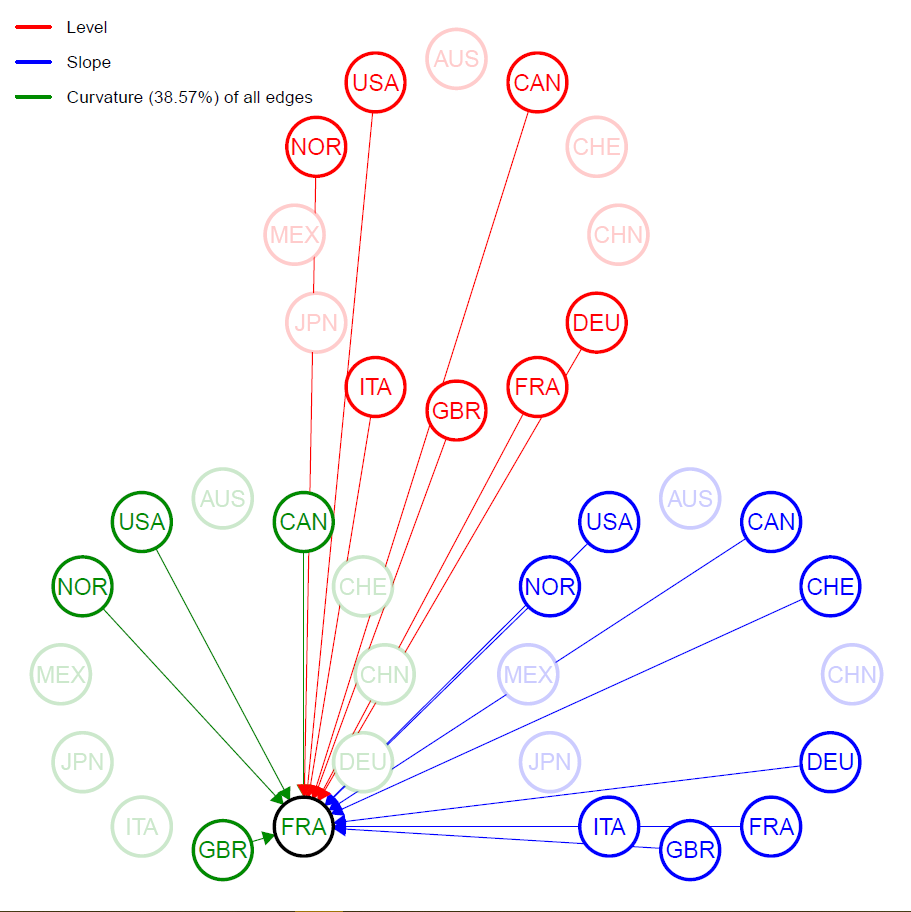 Level
Slope
Curvature (38.57%) of all edges
AUS
USA
CAN
NOR
CHE
MEX
CHN
JPN
DEU
ITA
FRA
GBR
AUS
USA
CAN
NOR
CHE
MEX
CHN
JPN
DEU
ITA
FRA
GBR
AUS
USA
CAN
NOR
CHE
MEX
CHN
JPN
DEU
ITA
FRA
GBR